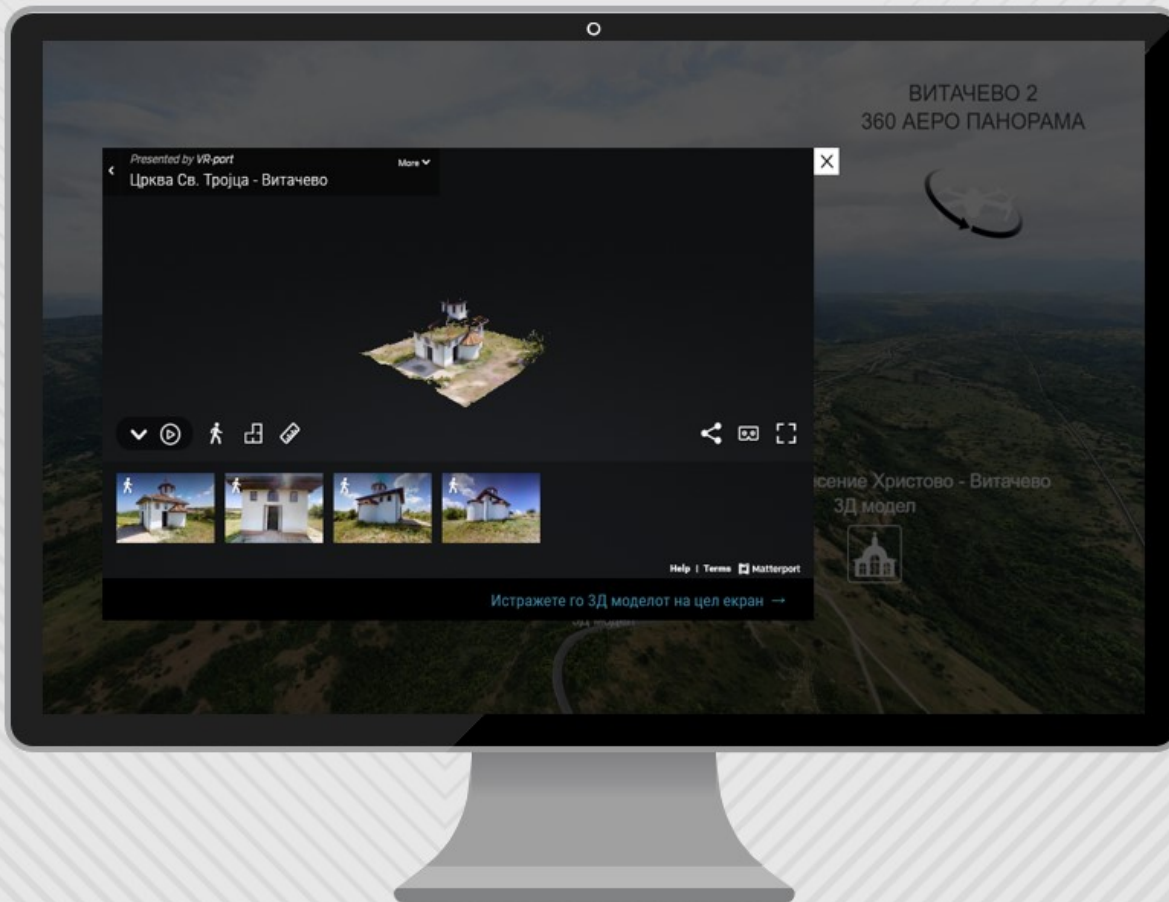 ВИТАЧЕВО 2
360 АЕРО ПАНОРАМА
Presented by VR-port
More
Црква Св. Тројца - Витачево
Христово - Витачево
3Д модел
Help | Terms Matterport
Истражете го 3Д моделот на цел екран →